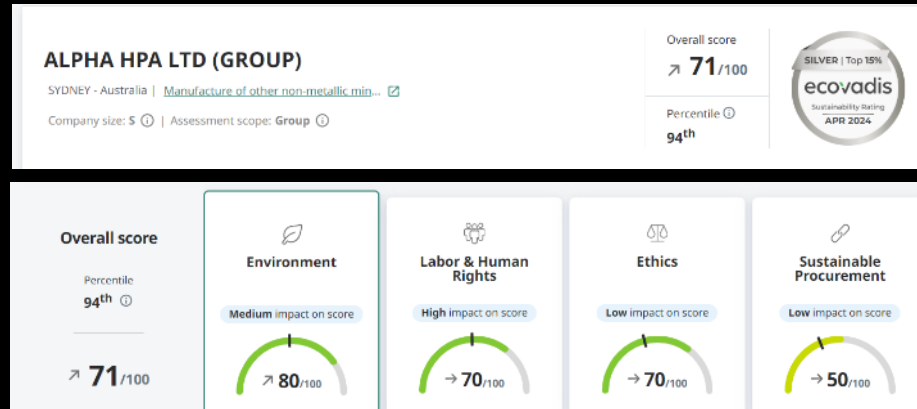 ALPHA HPA LTD (GROUP)
SYDNEY - Australia | Manufacture of other non-metallic min...
Company size: S | Assessment scope: Group
Overall score
71/100
Percentile
94th
SILVER | Top 15%
ecovadis
Sustainability Rating
APR 2024
Overall score
Percentile
94th
71/100
Environment
Medium impact on score
80/100
Labor & Human
Rights
High impact on score
70/100
Ethics
Low impact on score
70/100
Sustainable
Procurement
Low impact on score
50/100